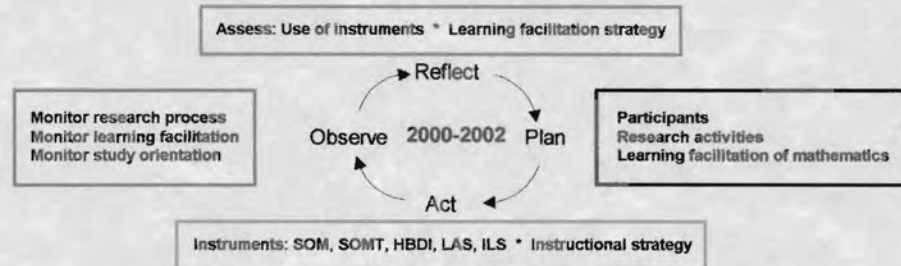 Assess: Use of instruments * Learning facilitation strategy
Reflect
Monitor research process
Monitor learning facilitation
Monitor study orientation
Observe 2000-2002 Plan
Participants
Research activities
Learning facilitation of mathematics
Act
Instruments: SOM, SOMT, HBDI, LAS, ILS * Instructional strategy